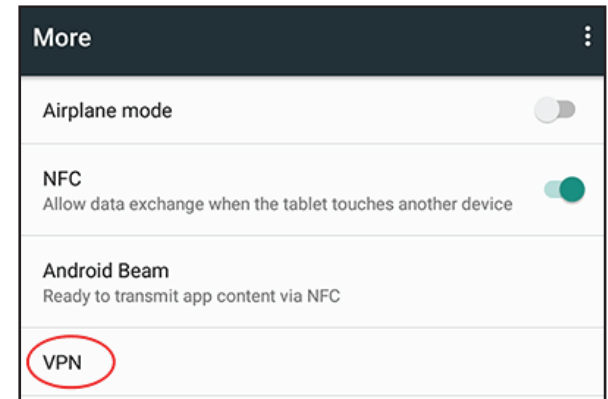 More
Airplane mode
NFC
Allow data exchange when the tablet touches another device
Android Beam
Ready to transmit app content via NFC
VPN